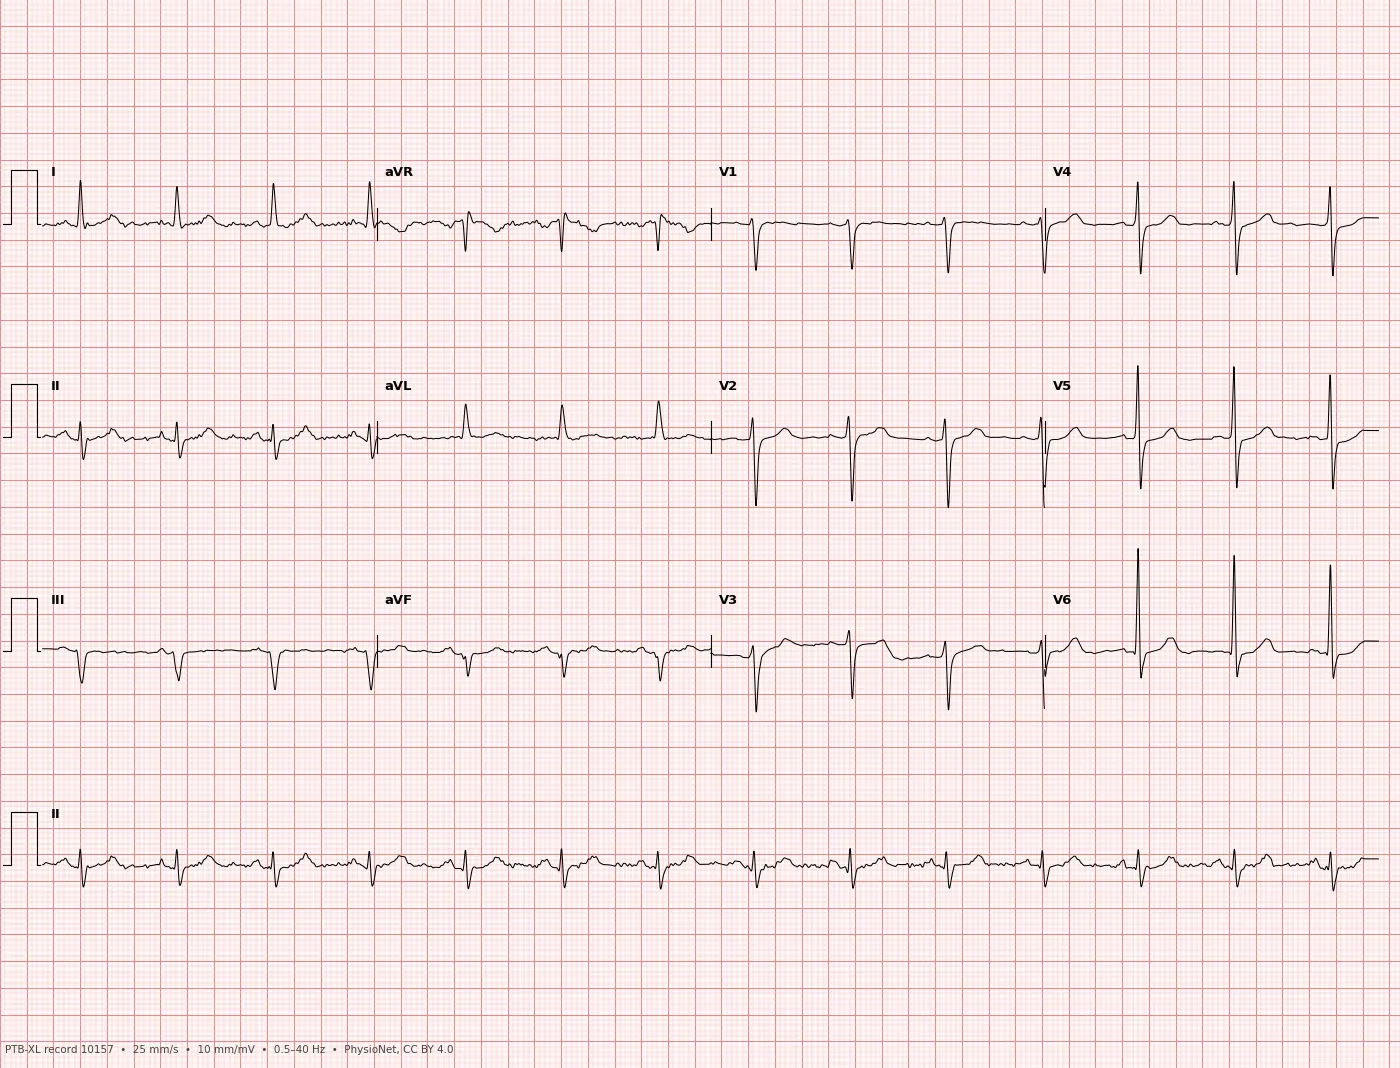 I aVR V1 V4
II aVL V2 V5
III aVF V3 V6
II
PTB-XL record 10157 • 25 mm/s • 10 mm/mV • 0.5–40 Hz • PhysioNet, CC BY 4.0